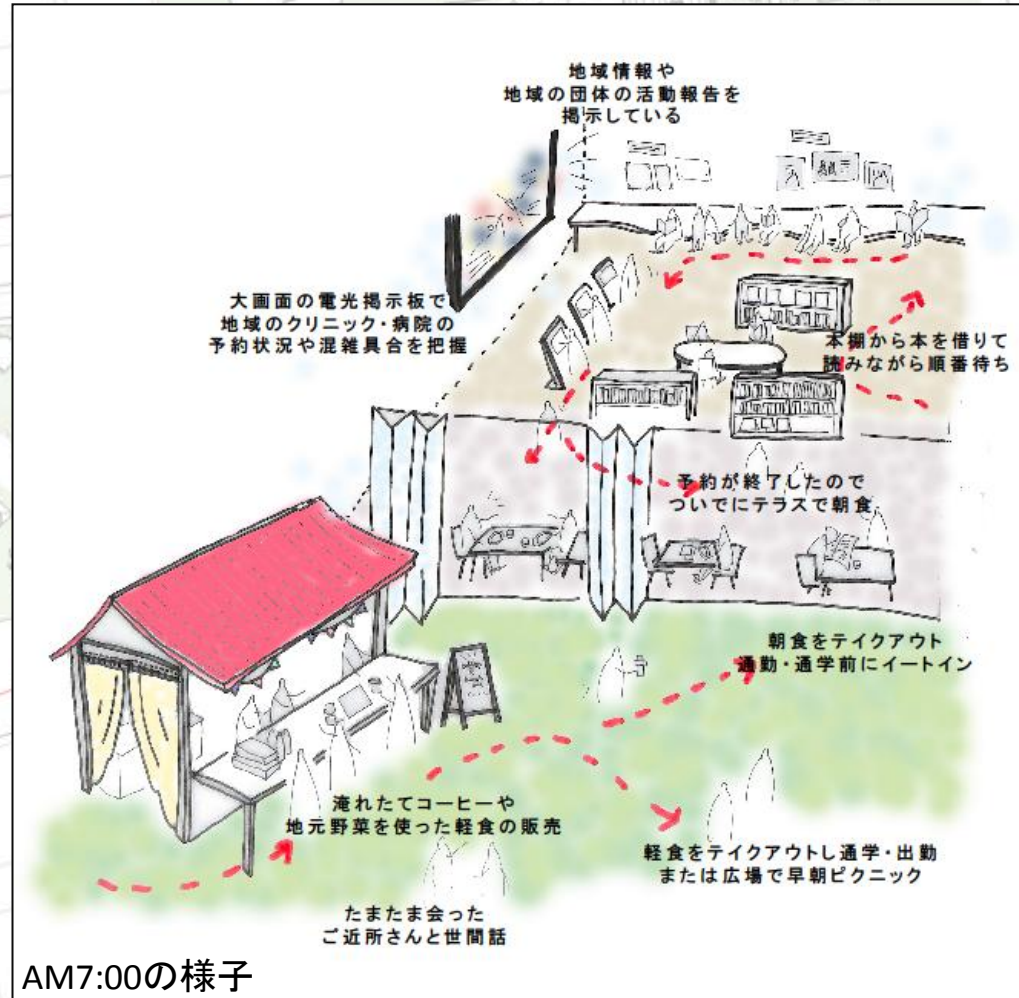 地域情報や
地域の団体の活動報告を
掲示している
大画面の電光掲示板で
地域のクリニック・病院の
予約状況や混雑具合を把握
本棚から本を借りて
読みながら順番待ち
予約が終了したので
ついでにテラスで朝食
朝食をテイクアウト
通勤・通学前にイートイン
淹れたてコーヒーや
地元野菜を使った軽食の販売
軽食をテイクアウトし通学・出勤
または広場で早朝ピクニック
たまたま会った
ご近所さんと世間話
AM7:00の様子